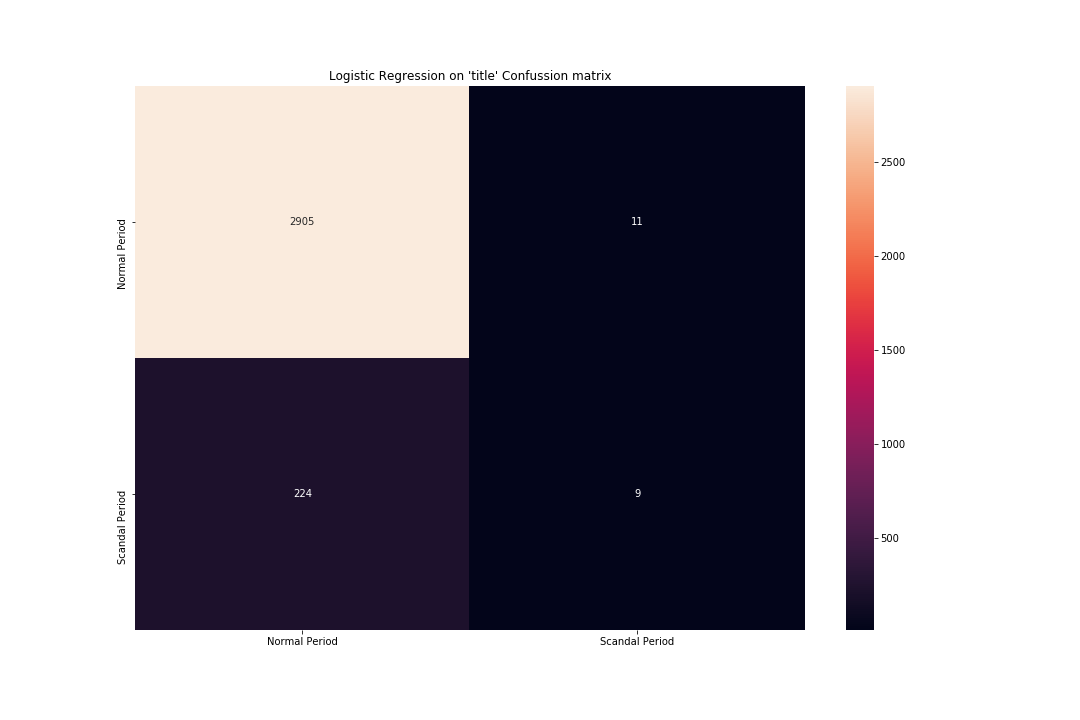 Logistic Regression on 'title' Confussion matrix
Normal Period
2905
11
Scandal Period
224
9
Normal Period
Scandal Period
2500
2000
1500
1000
500